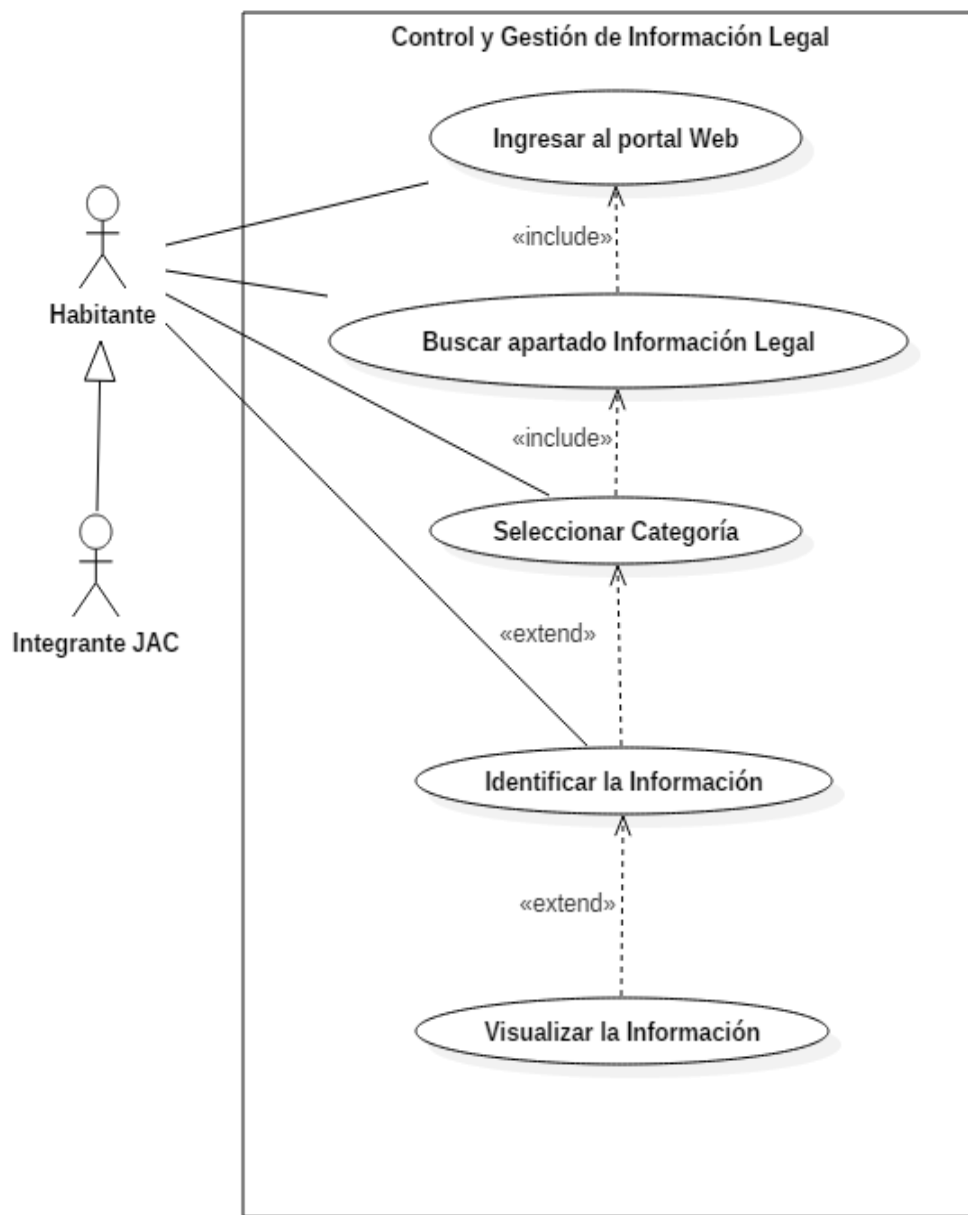 Control y Gestión de Información Legal
Ingresar al portal Web
«include»
Habitante
Buscar apartado Información Legal
«include»
Seleccionar Categoría
Integrante JAC
«extend»
Identificar la Información
«extend»
Visualizar la Información